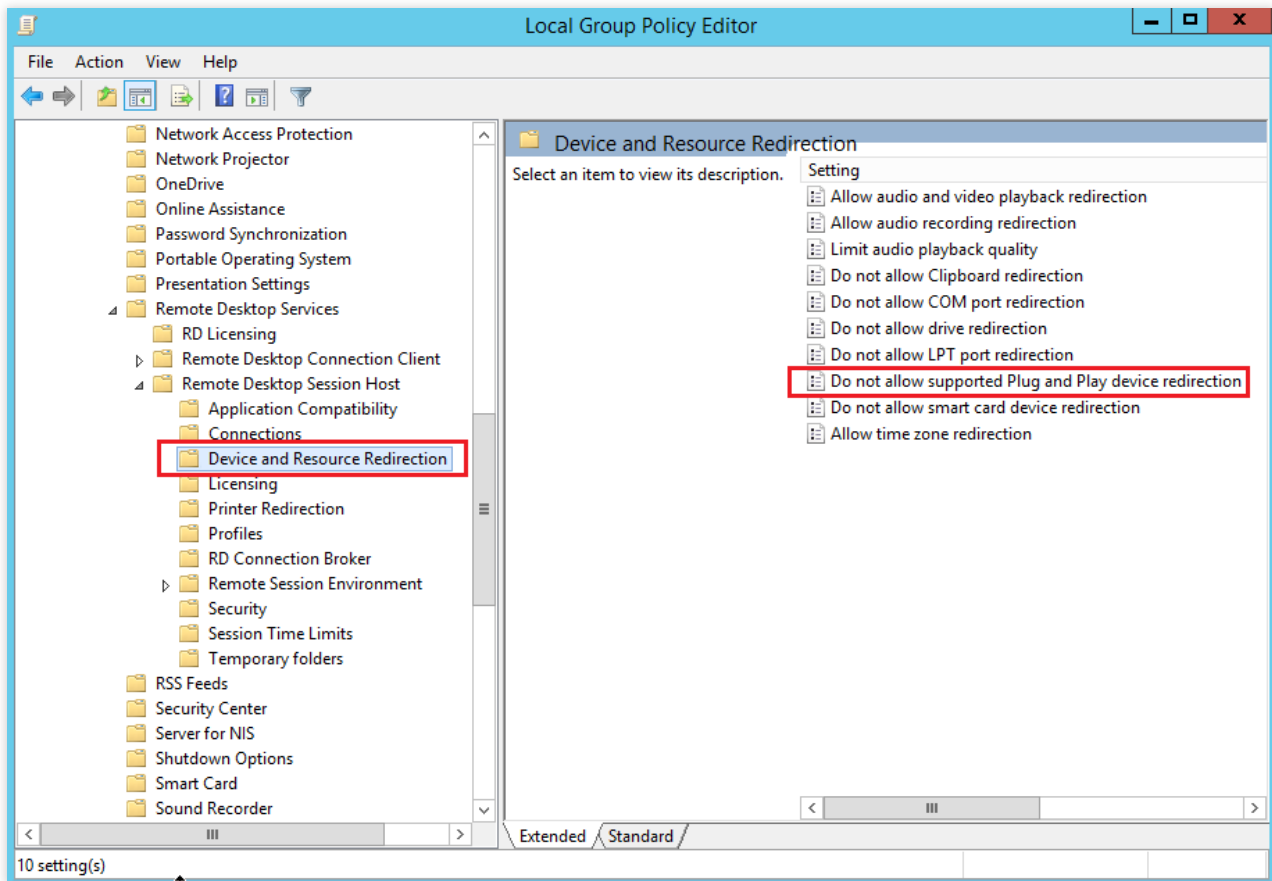 Local Group Policy Editor
File Action View Help
Network Access Protection
Network Projector
OneDrive
Online Assistance
Password Synchronization
Portable Operating System
Presentation Settings
Remote Desktop Services
RD Licensing
Remote Desktop Connection Client
Remote Desktop Session Host
Application Compatibility
Connections
Device and Resource Redirection
Licensing
Printer Redirection
Profiles
RD Connection Broker
Remote Session Environment
Security
Session Time Limits
Temporary folders
RSS Feeds
Security Center
Server for NIS
Shutdown Options
Smart Card
Sound Recorder
Device and Resource Redirection
Select an item to view its description.
Setting
Allow audio and video playback redirection
Allow audio recording redirection
Limit audio playback quality
Do not allow Clipboard redirection
Do not allow COM port redirection
Do not allow drive redirection
Do not allow LPT port redirection
Do not allow supported Plug and Play device redirection
Do not allow smart card device redirection
Allow time zone redirection
Extended Standard
10 setting(s)